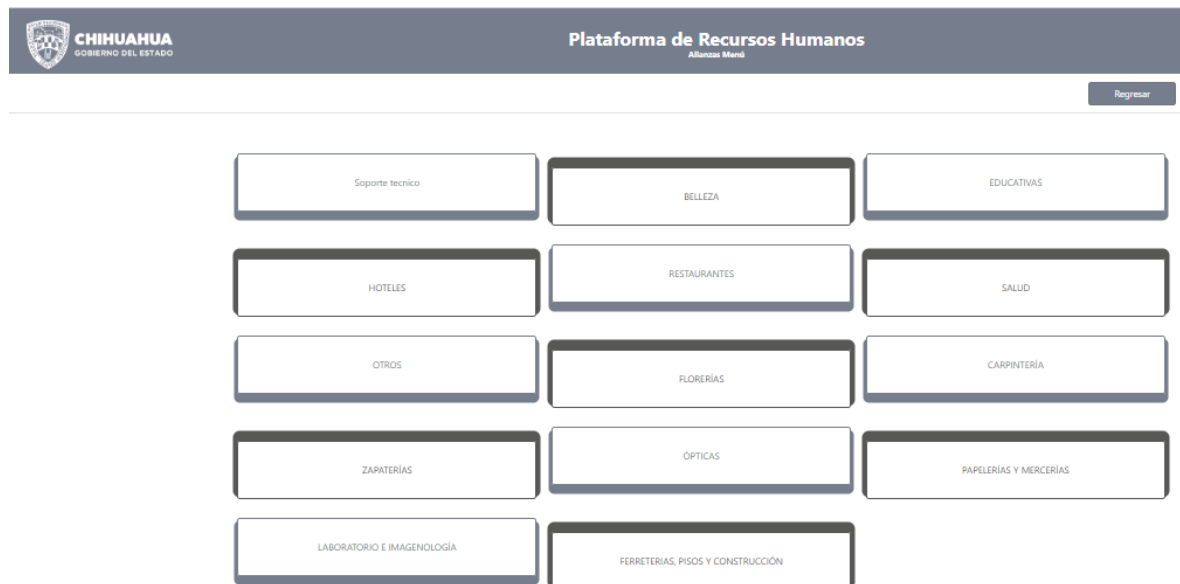 CHIHUAHUA
GOBIERNO DEL ESTADO
Plataforma de Recursos Humanos
Alianzas Menú
Regresar
Soporte tecnico
BELLEZA
EDUCATIVAS
HOTELES
RESTAURANTES
SALUD
OTROS
FLORERÍAS
CARPINTERÍA
ZAPATERÍAS
ÓPTICAS
PAPELERÍAS Y MERCERÍAS
LABORATORIO E IMAGENOLOGÍA
FERRETERIAS, PISOS Y CONSTRUCCIÓN